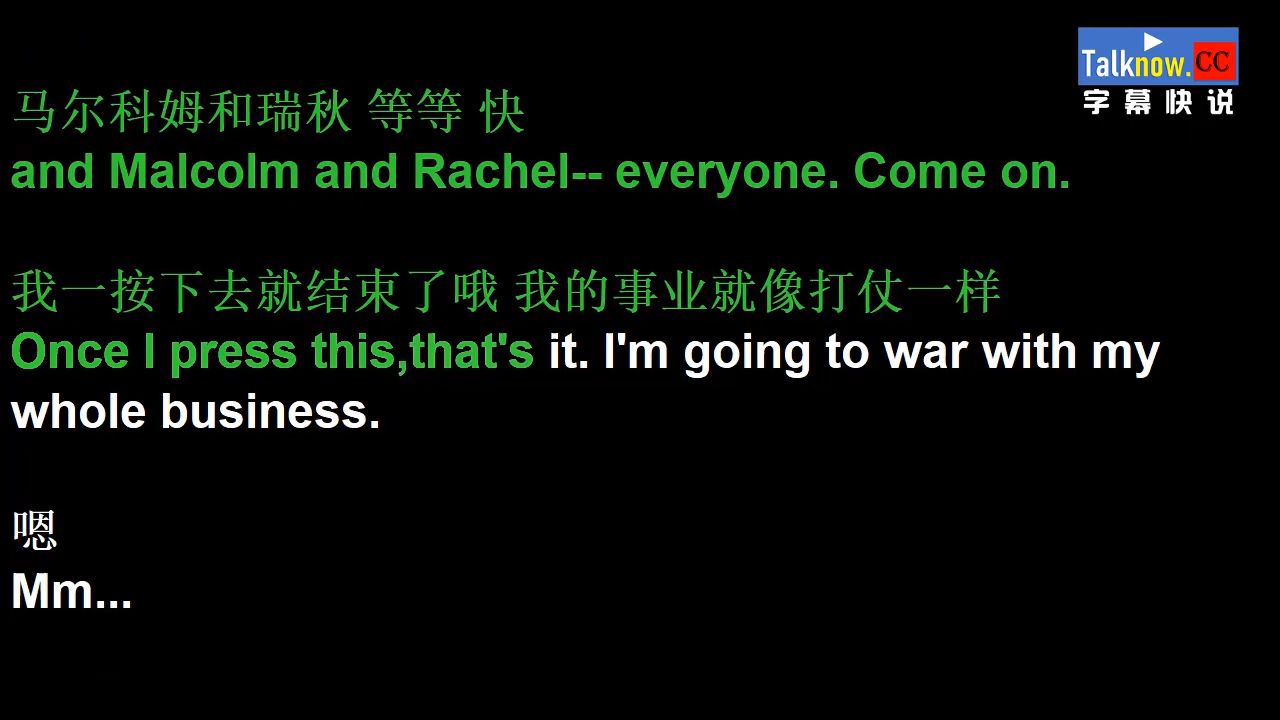 Talknow.CC
字幕快说
马尔科姆和瑞秋 等等 快
and Malcolm and Rachel-- everyone. Come on.
我一按下去就结束了哦 我的事业就像打仗一样
Once I press this,that's it. I'm going to war with my
whole business.
嗯
Mm...